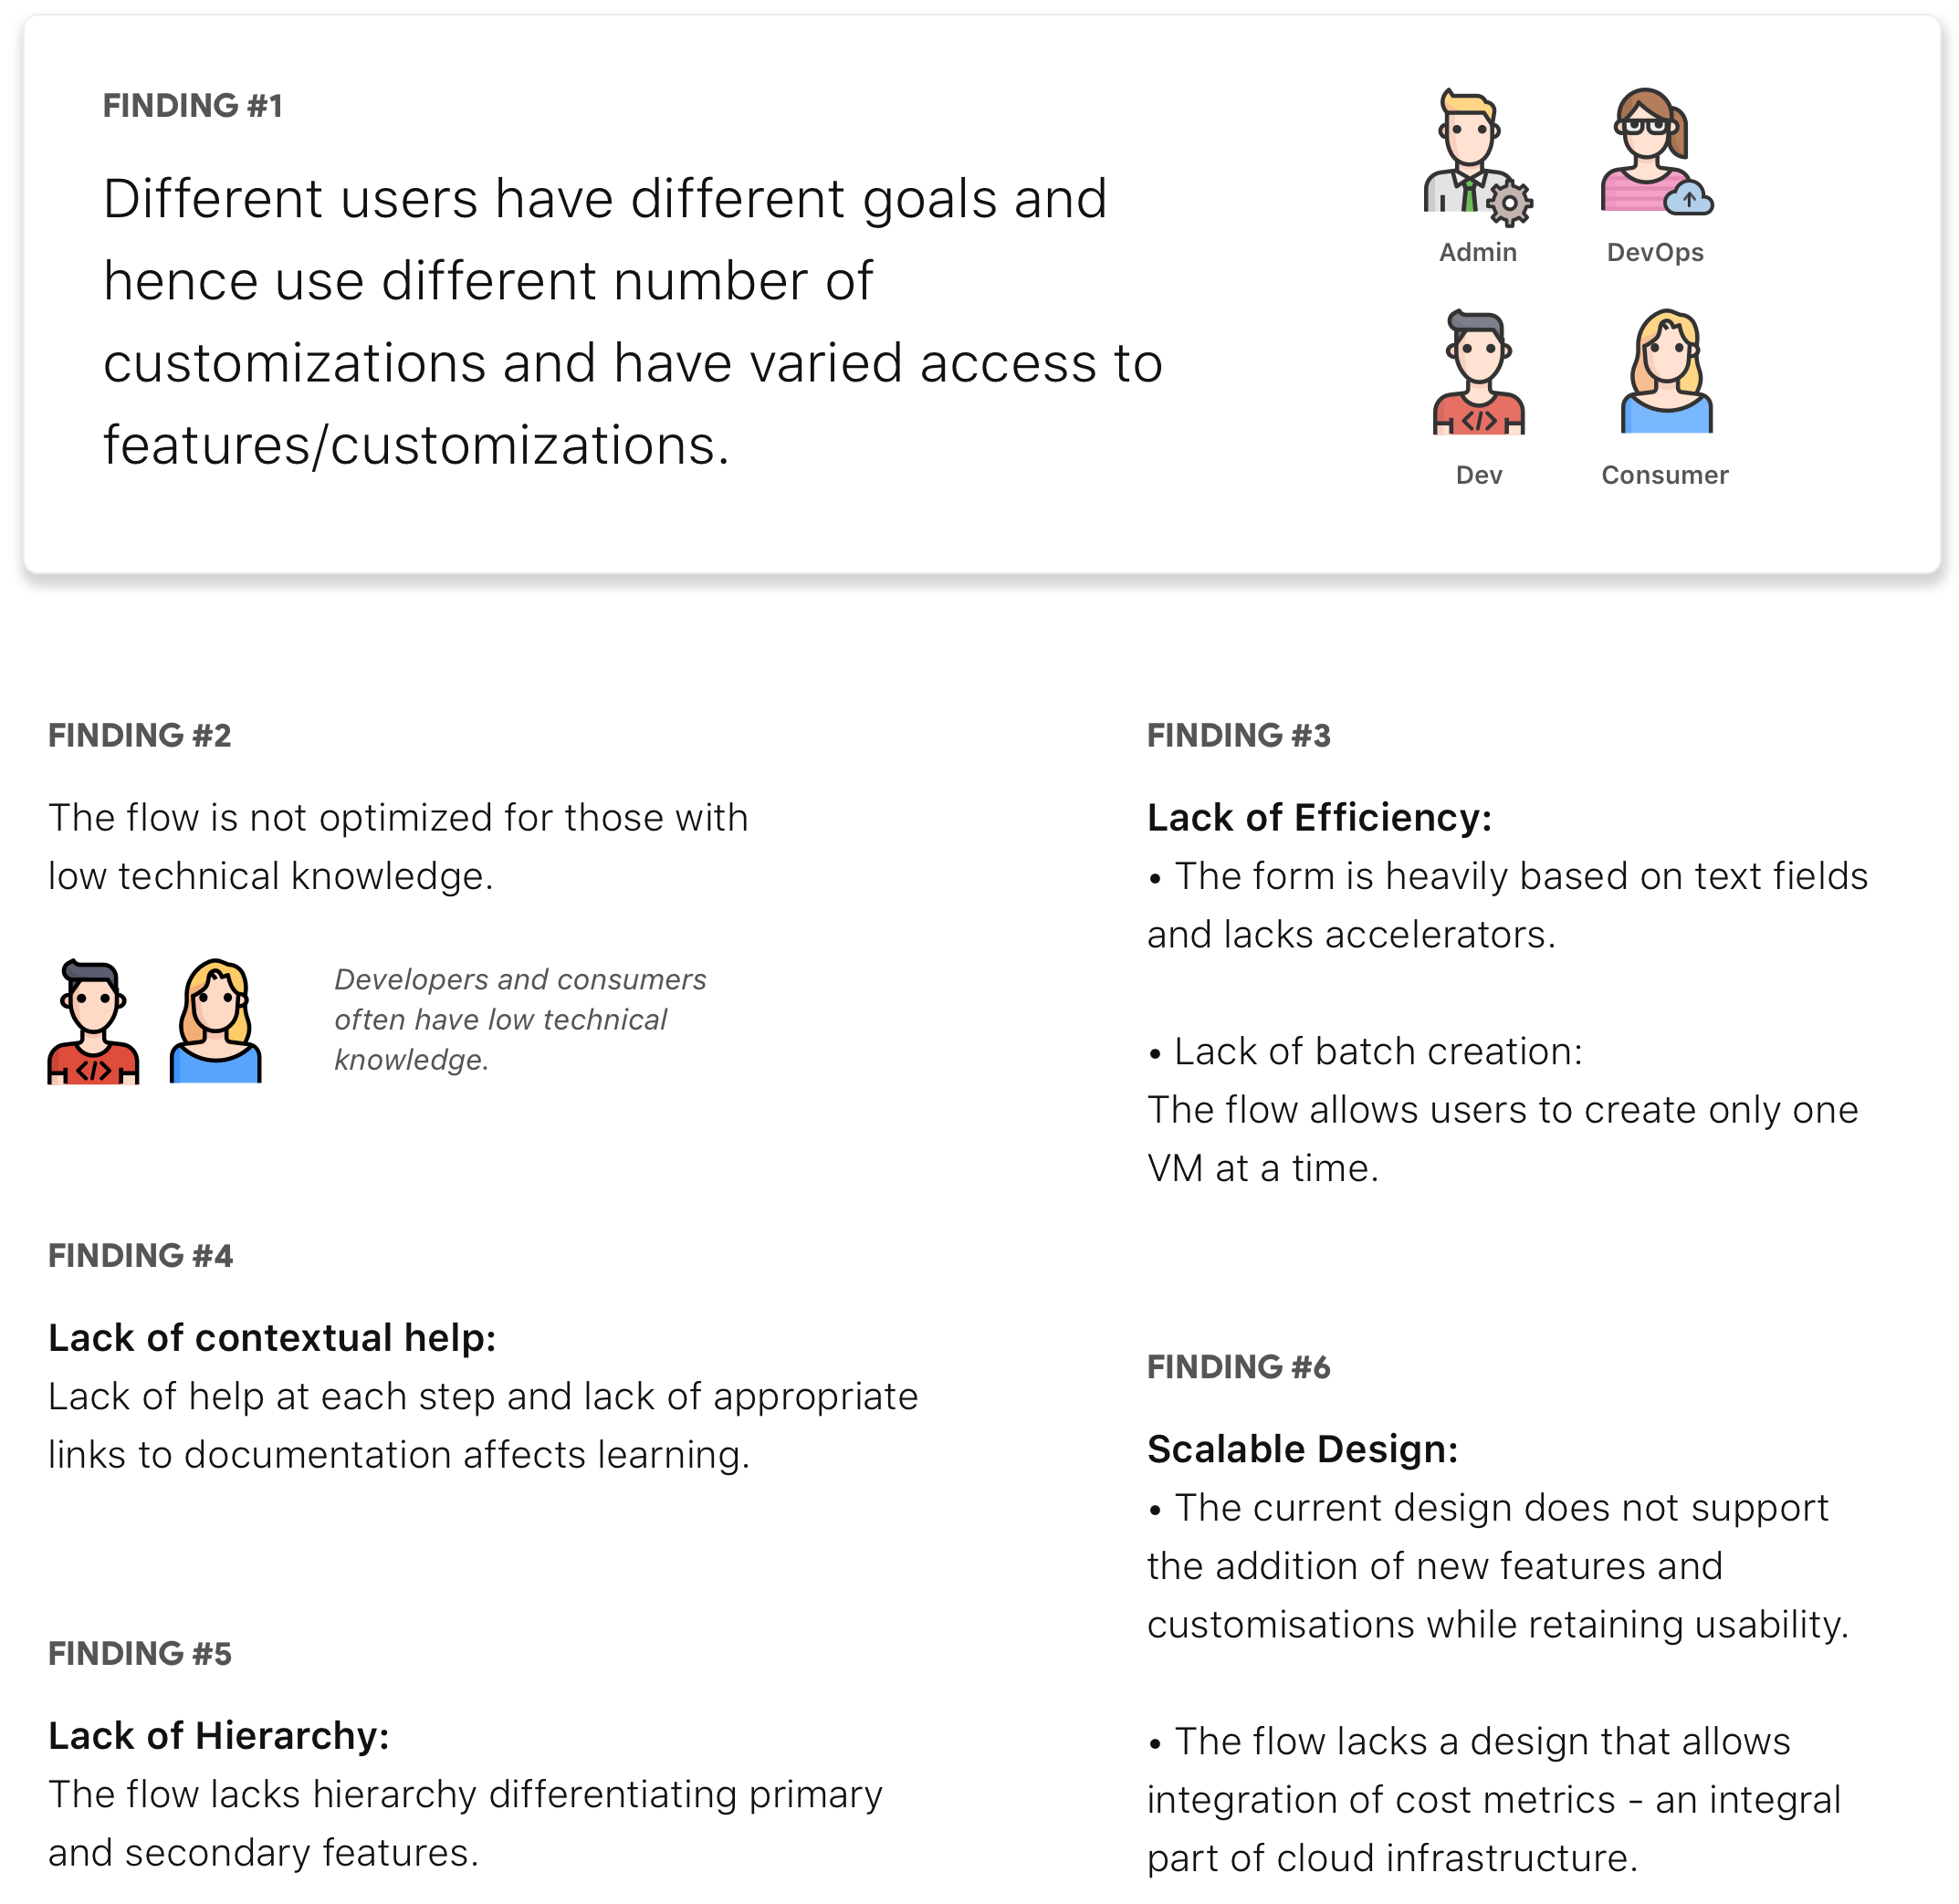 FINDING #1
Different users have different goals and
hence use different number of
customizations and have varied access to
features/customizations.
Admin
DevOps
</>
Dev
Consumer
FINDING #2
The flow is not optimized for those with
low technical knowledge.
</>
Developers and consumers
often have low technical
knowledge.
FINDING #3
Lack of Efficiency:
• The form is heavily based on text fields
and lacks accelerators.
• Lack of batch creation:
The flow allows users to create only one
VM at a time.
FINDING #4
Lack of contextual help:
Lack of help at each step and lack of appropriate
links to documentation affects learning.
FINDING #5
Lack of Hierarchy:
The flow lacks hierarchy differentiating primary
and secondary features.
FINDING #6
Scalable Design:
• The current design does not support
the addition of new features and
customisations while retaining usability.
• The flow lacks a design that allows
integration of cost metrics - an integral
part of cloud infrastructure.